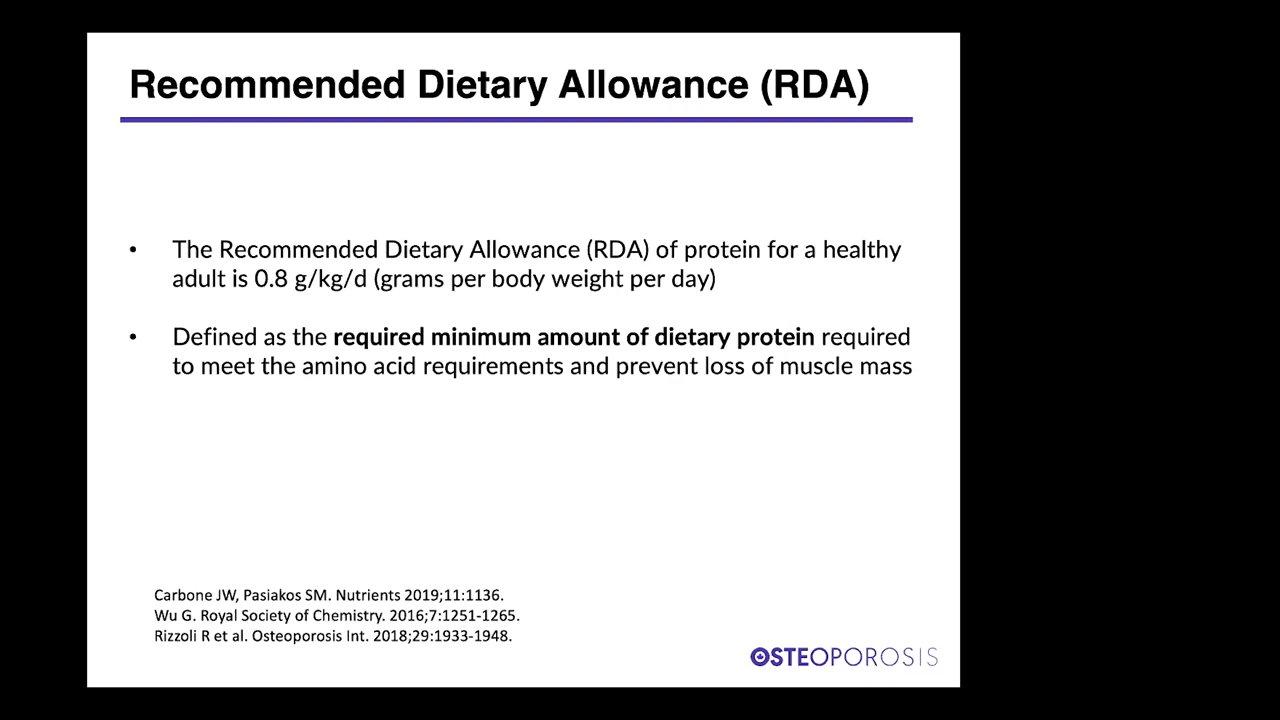 Recommended Dietary Allowance (RDA)
• The Recommended Dietary Allowance (RDA) of protein for a healthy
adult is 0.8 g/kg/d (grams per body weight per day)
• Defined as the required minimum amount of dietary protein required
to meet the amino acid requirements and prevent loss of muscle mass
Carbone JW, Pasiakos SM. Nutrients 2019;11:1136.
Wu G. Royal Society of Chemistry. 2016;7:1251-1265.
Rizzoli R et al. Osteoporosis Int. 2018;29:1933-1948.
OSTEOPOROSIS